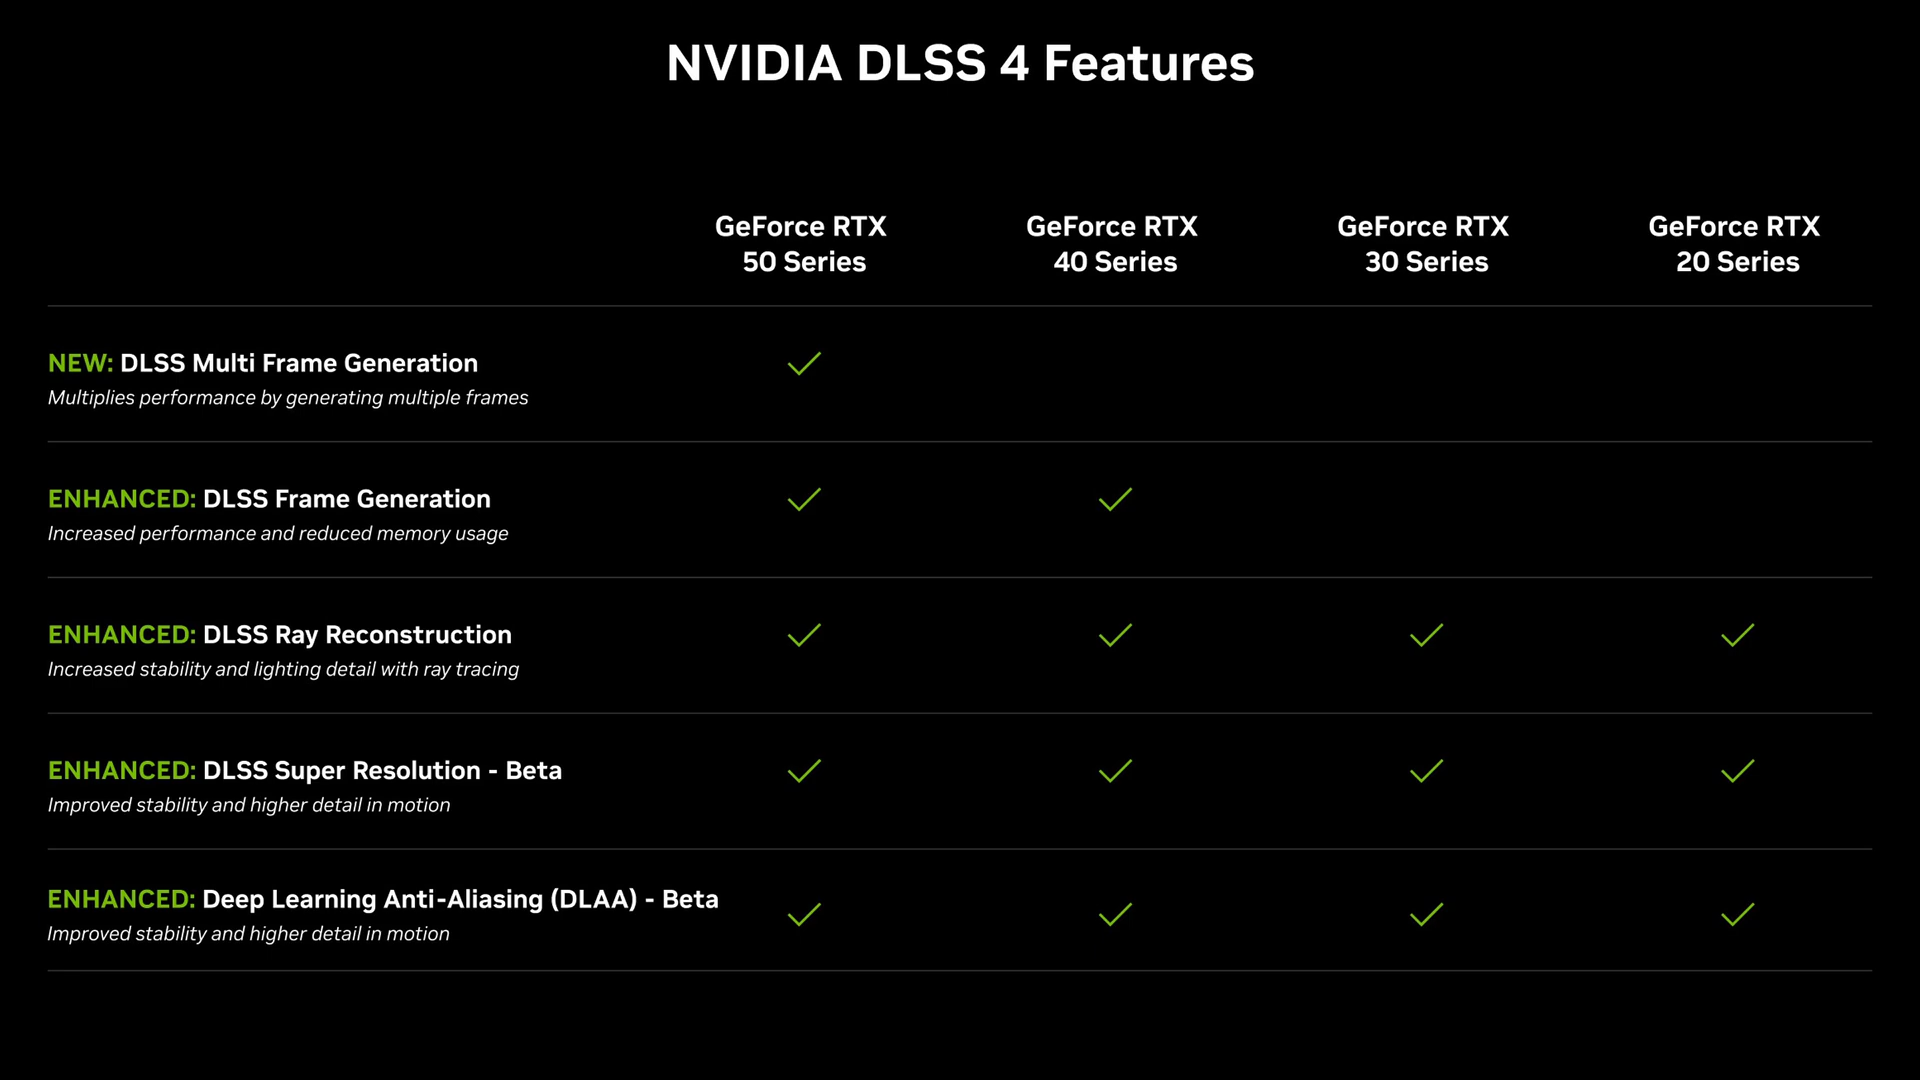 NVIDIA DLSS 4 Features
GeForce RTX
50 Series
GeForce RTX
40 Series
GeForce RTX
30 Series
GeForce RTX
20 Series
NEW: DLSS Multi Frame Generation
Multiplies performance by generating multiple frames
ENHANCED: DLSS Frame Generation
Increased performance and reduced memory usage
ENHANCED: DLSS Ray Reconstruction
Increased stability and lighting detail with ray tracing
ENHANCED: DLSS Super Resolution - Beta
Improved stability and higher detail in motion
ENHANCED: Deep Learning Anti-Aliasing (DLAA) - Beta
Improved stability and higher detail in motion